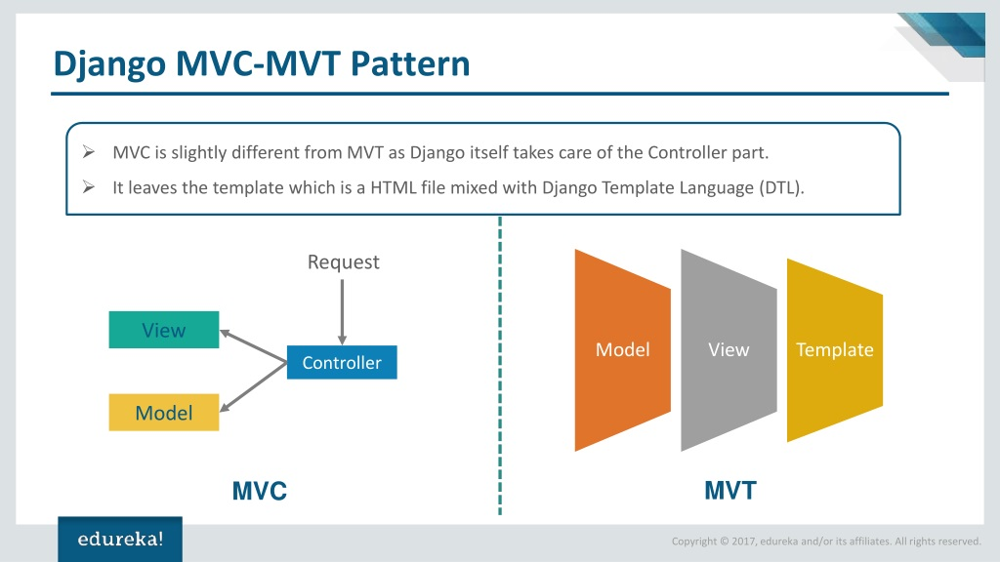 Django MVC-MVT Pattern
➢ MVC is slightly different from MVT as Django itself takes care of the Controller part.
➢ It leaves the template which is a HTML file mixed with Django Template Language (DTL).
Request
View
Controller
Model
MVC
Model
View
Template
MVT
edureka!
Copyright © 2017, edureka and/or its affiliates. All rights reserved.